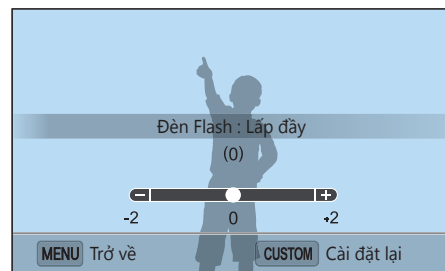 Đèn Flash : Lấp đầy
(0)
-2 0 +2
MENU Trở về CUSTOM Cài đặt lại